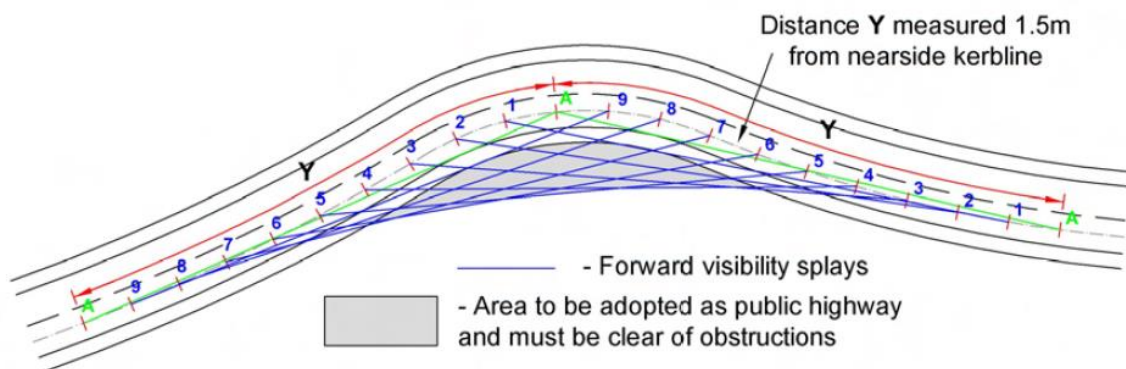 Distance Y measured 1.5m
from nearside kerbline
A
9
8
7
6
5
4
3
2
1
A
9
8
7
6
5
4
3
2
1
A
Y
Y
- Forward visibility splays
- Area to be adopted as public highway
and must be clear of obstructions